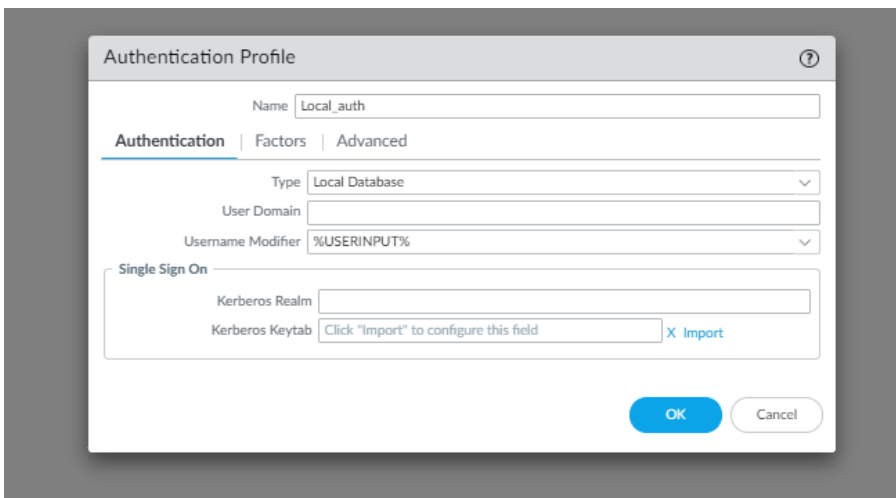 Authentication Profile
Name Local_auth
Authentication | Factors | Advanced
Type Local Database
User Domain
Username Modifier %USERINPUT%
Single Sign On
Kerberos Realm
Kerberos Keytab Click "Import" to configure this field X Import
OK Cancel